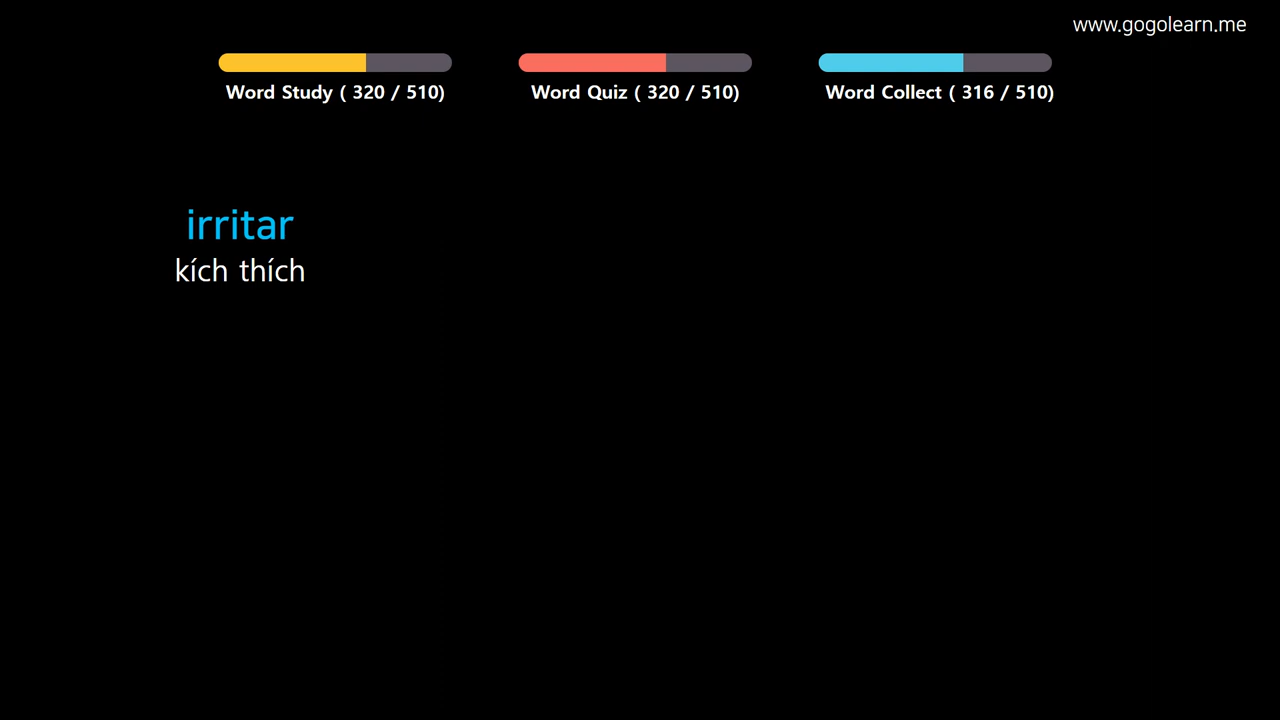 www.gogolearn.me
Word Study ( 320 / 510)
Word Quiz ( 320 / 510)
Word Collect ( 316 / 510)
irritar
kích thích